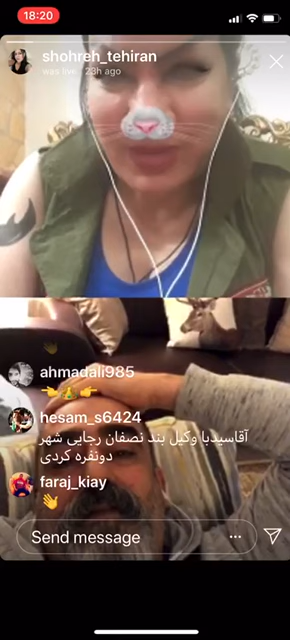 18:20
shohreh_tehiran
was live · 23h ago
ahmadali985
hesam_s6424
آقاسیدبا وکیل بند نصفان رجایی شهر
دونفره کردی
faraj_kiay
Send message